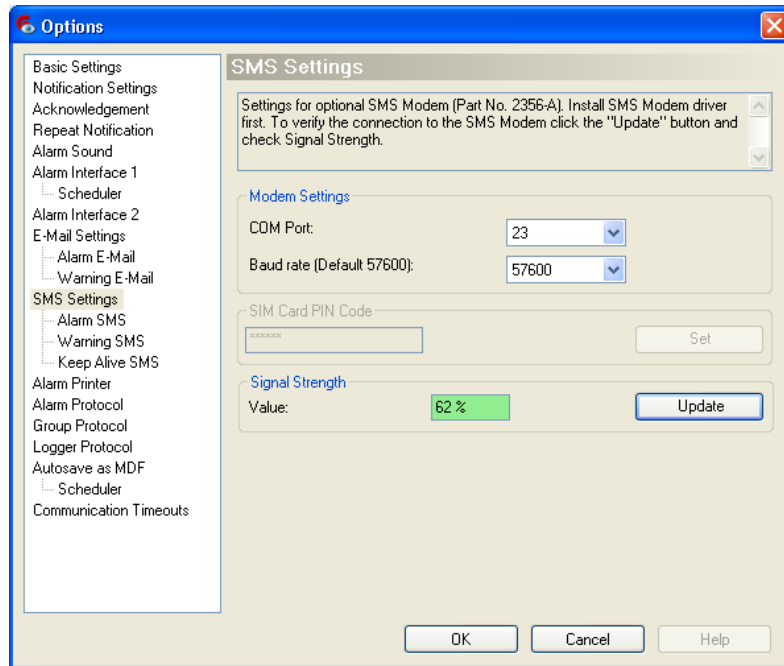 Options
Basic Settings
Notification Settings
Acknowledgement
Repeat Notification
Alarm Sound
Alarm Interface 1
Scheduler
Alarm Interface 2
E-Mail Settings
Alarm E-Mail
Warning E-Mail
SMS Settings
Alarm SMS
Warning SMS
Keep Alive SMS
Alarm Printer
Alarm Protocol
Group Protocol
Logger Protocol
Autosave as MDF
Scheduler
Communication Timeouts
SMS Settings
Settings for optional SMS Modem (Part No. 2356-A). Install SMS Modem driver
first. To verify the connection to the SMS Modem click the "Update" button and
check Signal Strength.
Modem Settings
COM Port:
23
Baud rate (Default 57600):
57600
SIM Card PIN Code
******
Set
Signal Strength
Value:
62 %
Update
OK
Cancel
Help